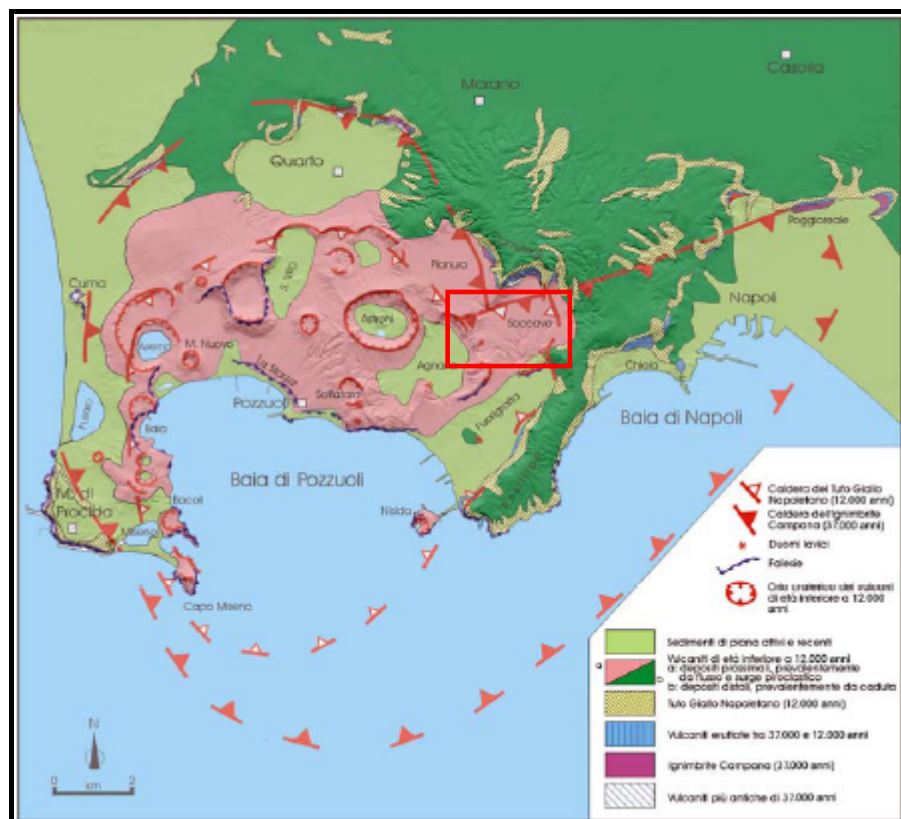 Casoria
Marano
Quarto
Poggioreale
Pianura
S. Vito
Cuma
Napoli
Soccavo
Astroni
Averno
M. Nuovo
Agna
La Starza
Chiaia
Solfatara
Pozzuoli
Fusaro
Fuorigrotta
Baia di Napoli
Baia
Baia di Pozzuoli
M. di
Procida
Bacoli
Nisida
Miseno
Capo Miseno
Caldera del Tufo Giallo
Napoletano (12.000 anni)
Caldera dell'Ignimbrite
Campana (37.000 anni)
Duomi lavici
Falesie
Orlo craterico dei vulcani
di età inferiore a 12.000
anni
Sedimenti di piana attivi e recenti
Vulcaniti di età inferiore a 12.000 anni
a
a: depositi prossimali, prevalentemente
da flusso e surge piroclastico
b
b: depositi distali, prevalentemente da caduta
Tufo Giallo Napoletano (12.000 anni)
Vulcaniti eruttate tra 37.000 e 12.000 anni
Ignimbrite Campana (37.000 anni)
Vulcaniti più antiche di 37.000 anni
N
0 2
km